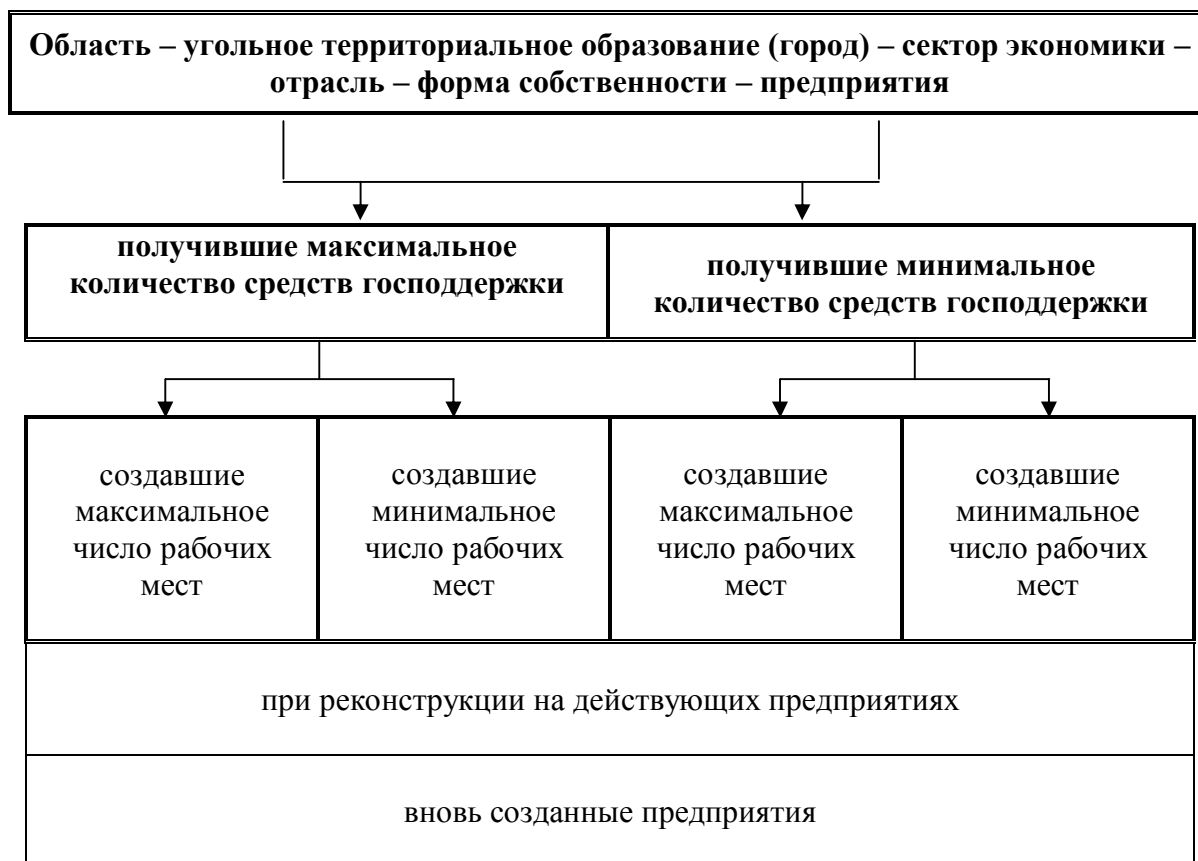 Область – угольное территориальное образование (город) – сектор экономики –
отрасль – форма собственности – предприятия
получившие максимальное
количество средств господдержки
получившие минимальное
количество средств господдержки
создавшие
максимальное
число рабочих
мест
создавшие
минимальное
число рабочих
мест
создавшие
максимальное
число рабочих
мест
создавшие
минимальное
число рабочих
мест
при реконструкции на действующих предприятиях
вновь созданные предприятия